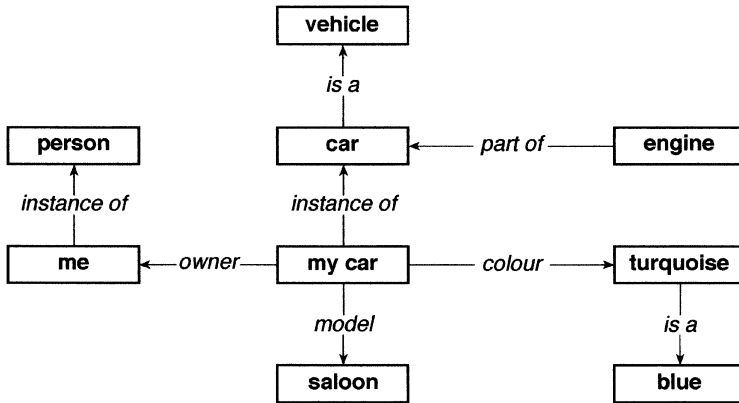 vehicle
is a
person
car
part of
engine
instance of
instance of
me
owner
my car
colour
turquoise
model
is a
saloon
blue